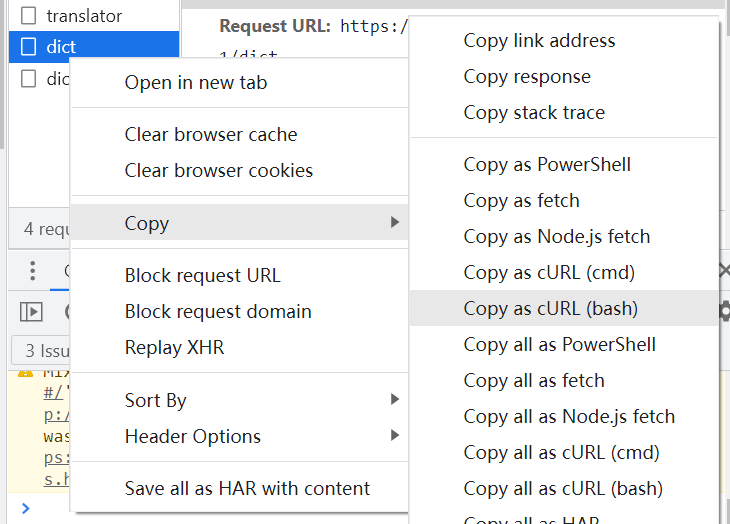 translator
dict
dic
4 requ
3 Issu
#/
p:/
was
ps:
s.h
Request URL: https:/
1/dict
Open in new tab
Clear browser cache
Clear browser cookies
Copy
Block request URL
Block request domain
Replay XHR
Sort By
Header Options
Save all as HAR with content
Copy link address
Copy response
Copy stack trace
Copy as PowerShell
Copy as fetch
Copy as Node.js fetch
Copy as cURL (cmd)
Copy as cURL (bash)
Copy all as PowerShell
Copy all as fetch
Copy all as Node.js fetch
Copy all as cURL (cmd)
Copy all as cURL (bash)
Copy all as HAR